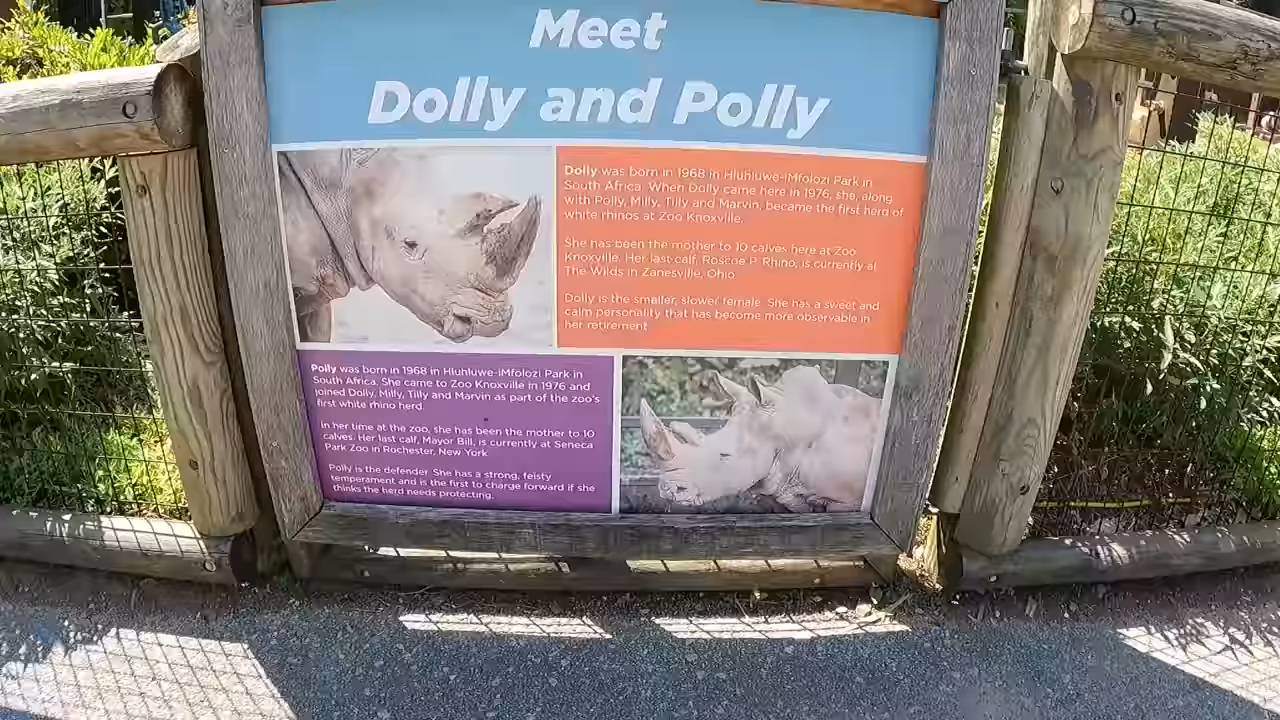 Meet
Dolly and Polly
Dolly was born in 1968 in Hluhluwe-iMfolozi Park in
South Africa. When Dolly came here in 1976, she, along
with Polly, Milly, Tilly and Marvin, became the first herd of
white rhinos at Zoo Knoxville.
She has been the mother to 10 calves here at Zoo
Knoxville. Her last calf, Roscoe P. Rhino, is currently at
The Wilds in Zanesville, Ohio.
Dolly is the smaller, slower female. She has a sweet and
calm personality that has become more observable in
her retirement.
Polly was born in 1968 in Hluhluwe-iMfolozi Park in
South Africa. She came to Zoo Knoxville in 1976 and
joined Dolly, Milly, Tilly and Marvin as part of the zoo's
first white rhino herd.
In her time at the zoo, she has been the mother to 10
calves. Her last calf, Mayor Bill, is currently at Seneca
Park Zoo in Rochester, New York.
Polly is the defender. She has a strong, feisty
temperament and is the first to charge forward if she
thinks the herd needs protecting.